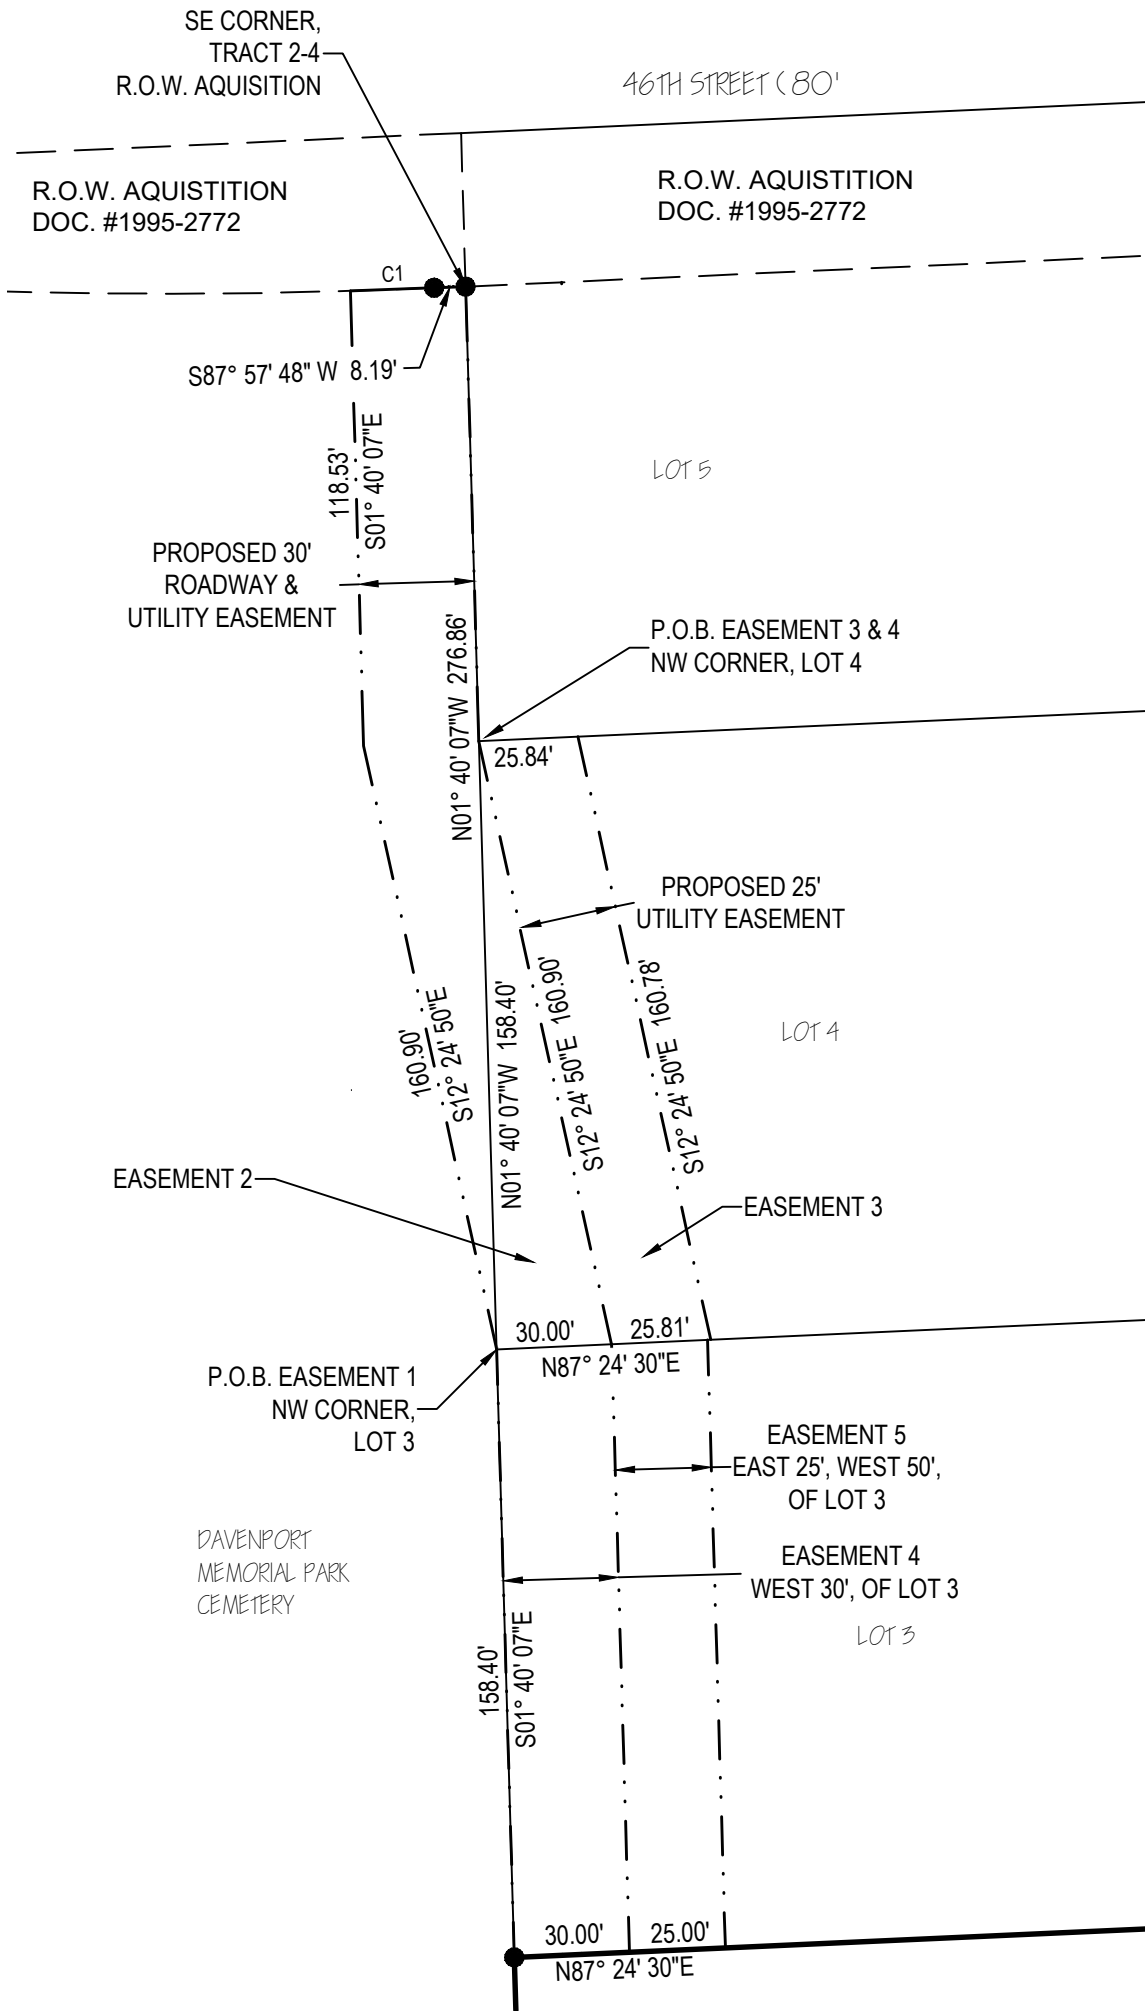 SE CORNER,
TRACT 2-4
R.O.W. AQUISITION
46TH STREET (80'
R.O.W. AQUISTITION
DOC. #1995-2772
R.O.W. AQUISTITION
DOC. #1995-2772
C1
S87° 57' 48" W 8.19'
118.53'
S01° 40' 07"E
LOT 5
PROPOSED 30'
ROADWAY &
UTILITY EASEMENT
N01° 40' 07"W 276.86'
P.O.B. EASEMENT 3 & 4
NW CORNER, LOT 4
25.84'
PROPOSED 25'
UTILITY EASEMENT
160.90'
S12° 24' 50"E
N01° 40' 07"W 158.40'
S12° 24' 50"E 160.90'
S12° 24' 50"E 160.78'
LOT 4
EASEMENT 2
EASEMENT 3
30.00'
25.81'
N87° 24' 30"E
P.O.B. EASEMENT 1
NW CORNER,
LOT 3
EASEMENT 5
EAST 25', WEST 50',
OF LOT 3
DAVENPORT
MEMORIAL PARK
CEMETERY
EASEMENT 4
WEST 30', OF LOT 3
LOT 3
158.40'
S01° 40' 07"E
30.00'
25.00'
N87° 24' 30"E